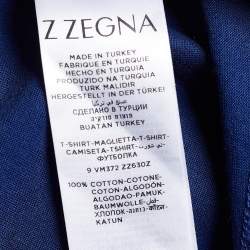 Z ZEGNA
MADE IN TURKEY
FABRIQUE EN TURQUIE
HECHO EN TURQUIA
PRODUZIDO NA TURQUIA
TURK MALIDIR
HERGESTELLT IN DER TÜRKEI
СДЕЛАНО В ТУРЦИИ
BUATAN TURKEY
T-SHIRT-MAGLIETTA-T-SHIRT-
CAMISETA-T-SHIRT-T-SHIRT-
ФУТБОЛКА
9 VM372 ZZ630Z
100% COTTON-COTONE-
COTON-ALGODÓN-
ALGODAO-PAMUK-
BAUMWOLLE-
ХЛОПОК-
KATUN